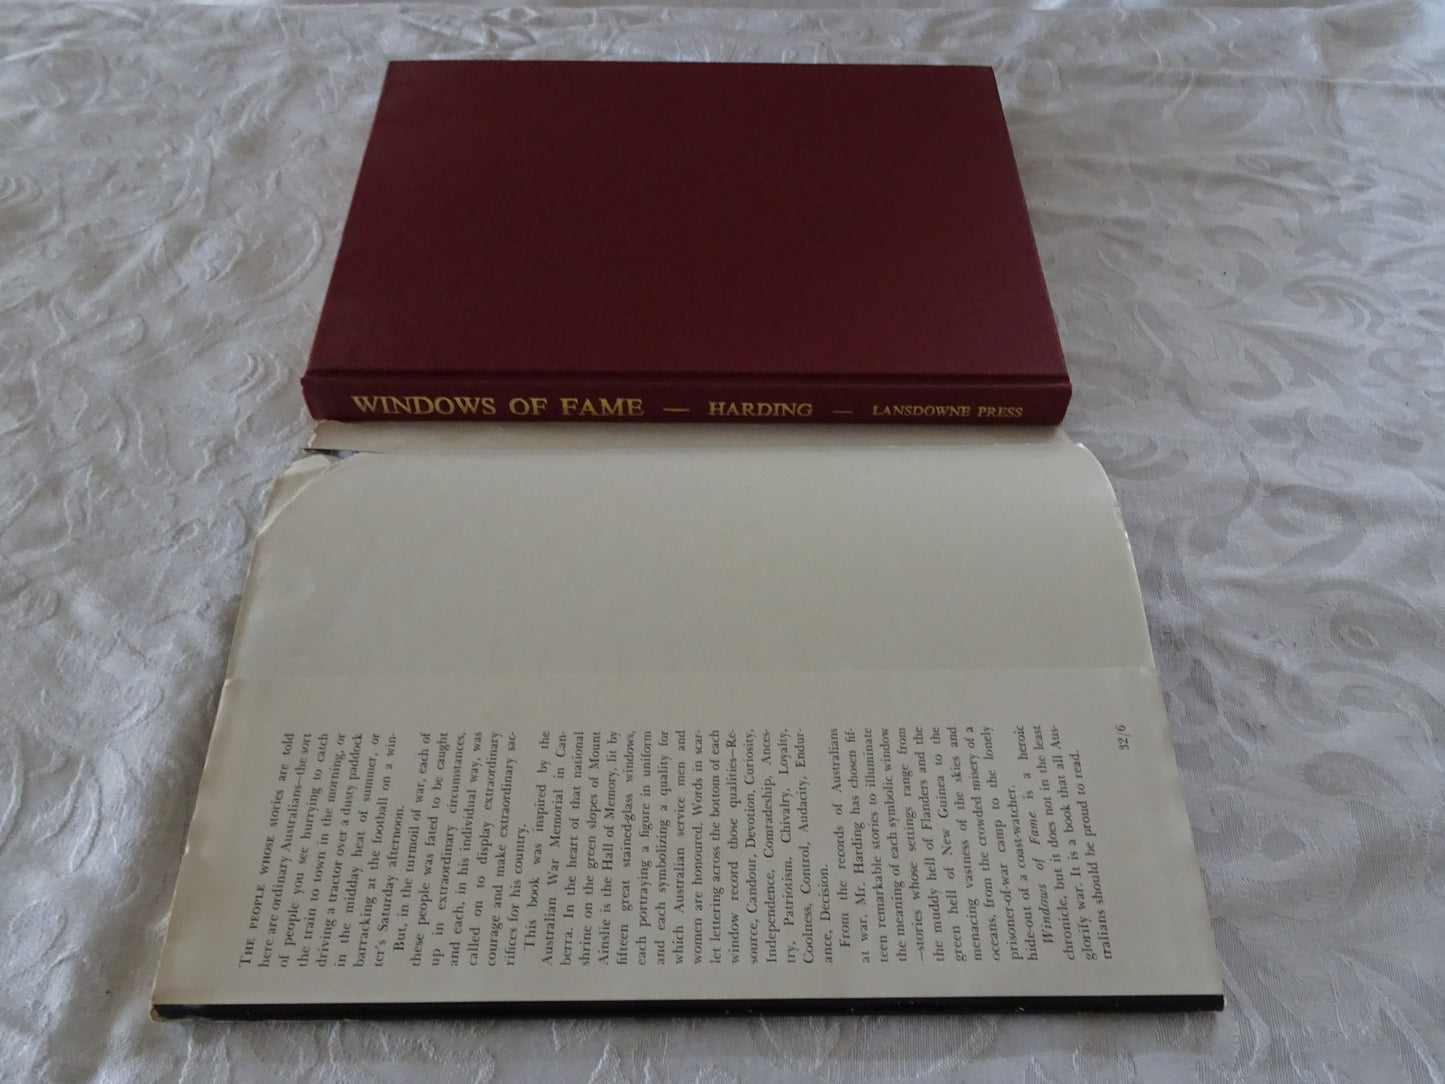 WINDOWS OF FAME — HARDING — LANSDOWNE PRESS
THE PEOPLE WHOSE stories are told
here are ordinary Australians—the sort
of people you see hurrying to catch
the train to town in the morning, or
driving a tractor over a dusty paddock
in the midday heat of summer, or
barracking at the football on a win-
ter's Saturday afternoon.
But, in the turmoil of war, each of
these people was fated to be caught
up in extraordinary circumstances,
and each, in his individual way, was
called on to display extraordinary
courage and make extraordinary sac-
rifices for his country.
This book was inspired by the
Australian War Memorial in Can-
berra. In the heart of that national
shrine on the green slopes of Mount
Ainslie is the Hall of Memory, lit by
fifteen great stained-glass windows,
each portraying a figure in uniform
and each symbolizing a quality for
which Australian service men and
women are honoured. Words in scar-
let lettering across the bottom of each
window record those qualities—Re-
source, Candour, Devotion, Curiosity,
Independence, Comradeship, Ances-
try, Patriotism, Chivalry, Loyalty,
Coolness, Control, Audacity, Endur-
ance, Decision.
From the records of Australians
at war, Mr. Harding has chosen fif-
teen remarkable stories to illuminate
the meaning of each symbolic window
—stories whose settings range from
the muddy hell of Flanders and the
green hell of New Guinea to the
menacing vastness of the skies and
oceans, from the crowded misery of a
prisoner-of-war camp to the lonely
hide-out of a coast-watcher.
Windows of Fame is a heroic
chronicle, but it does not in the least
glorify war. It is a book that all Aus-
tralians should be proud to read.
32/6